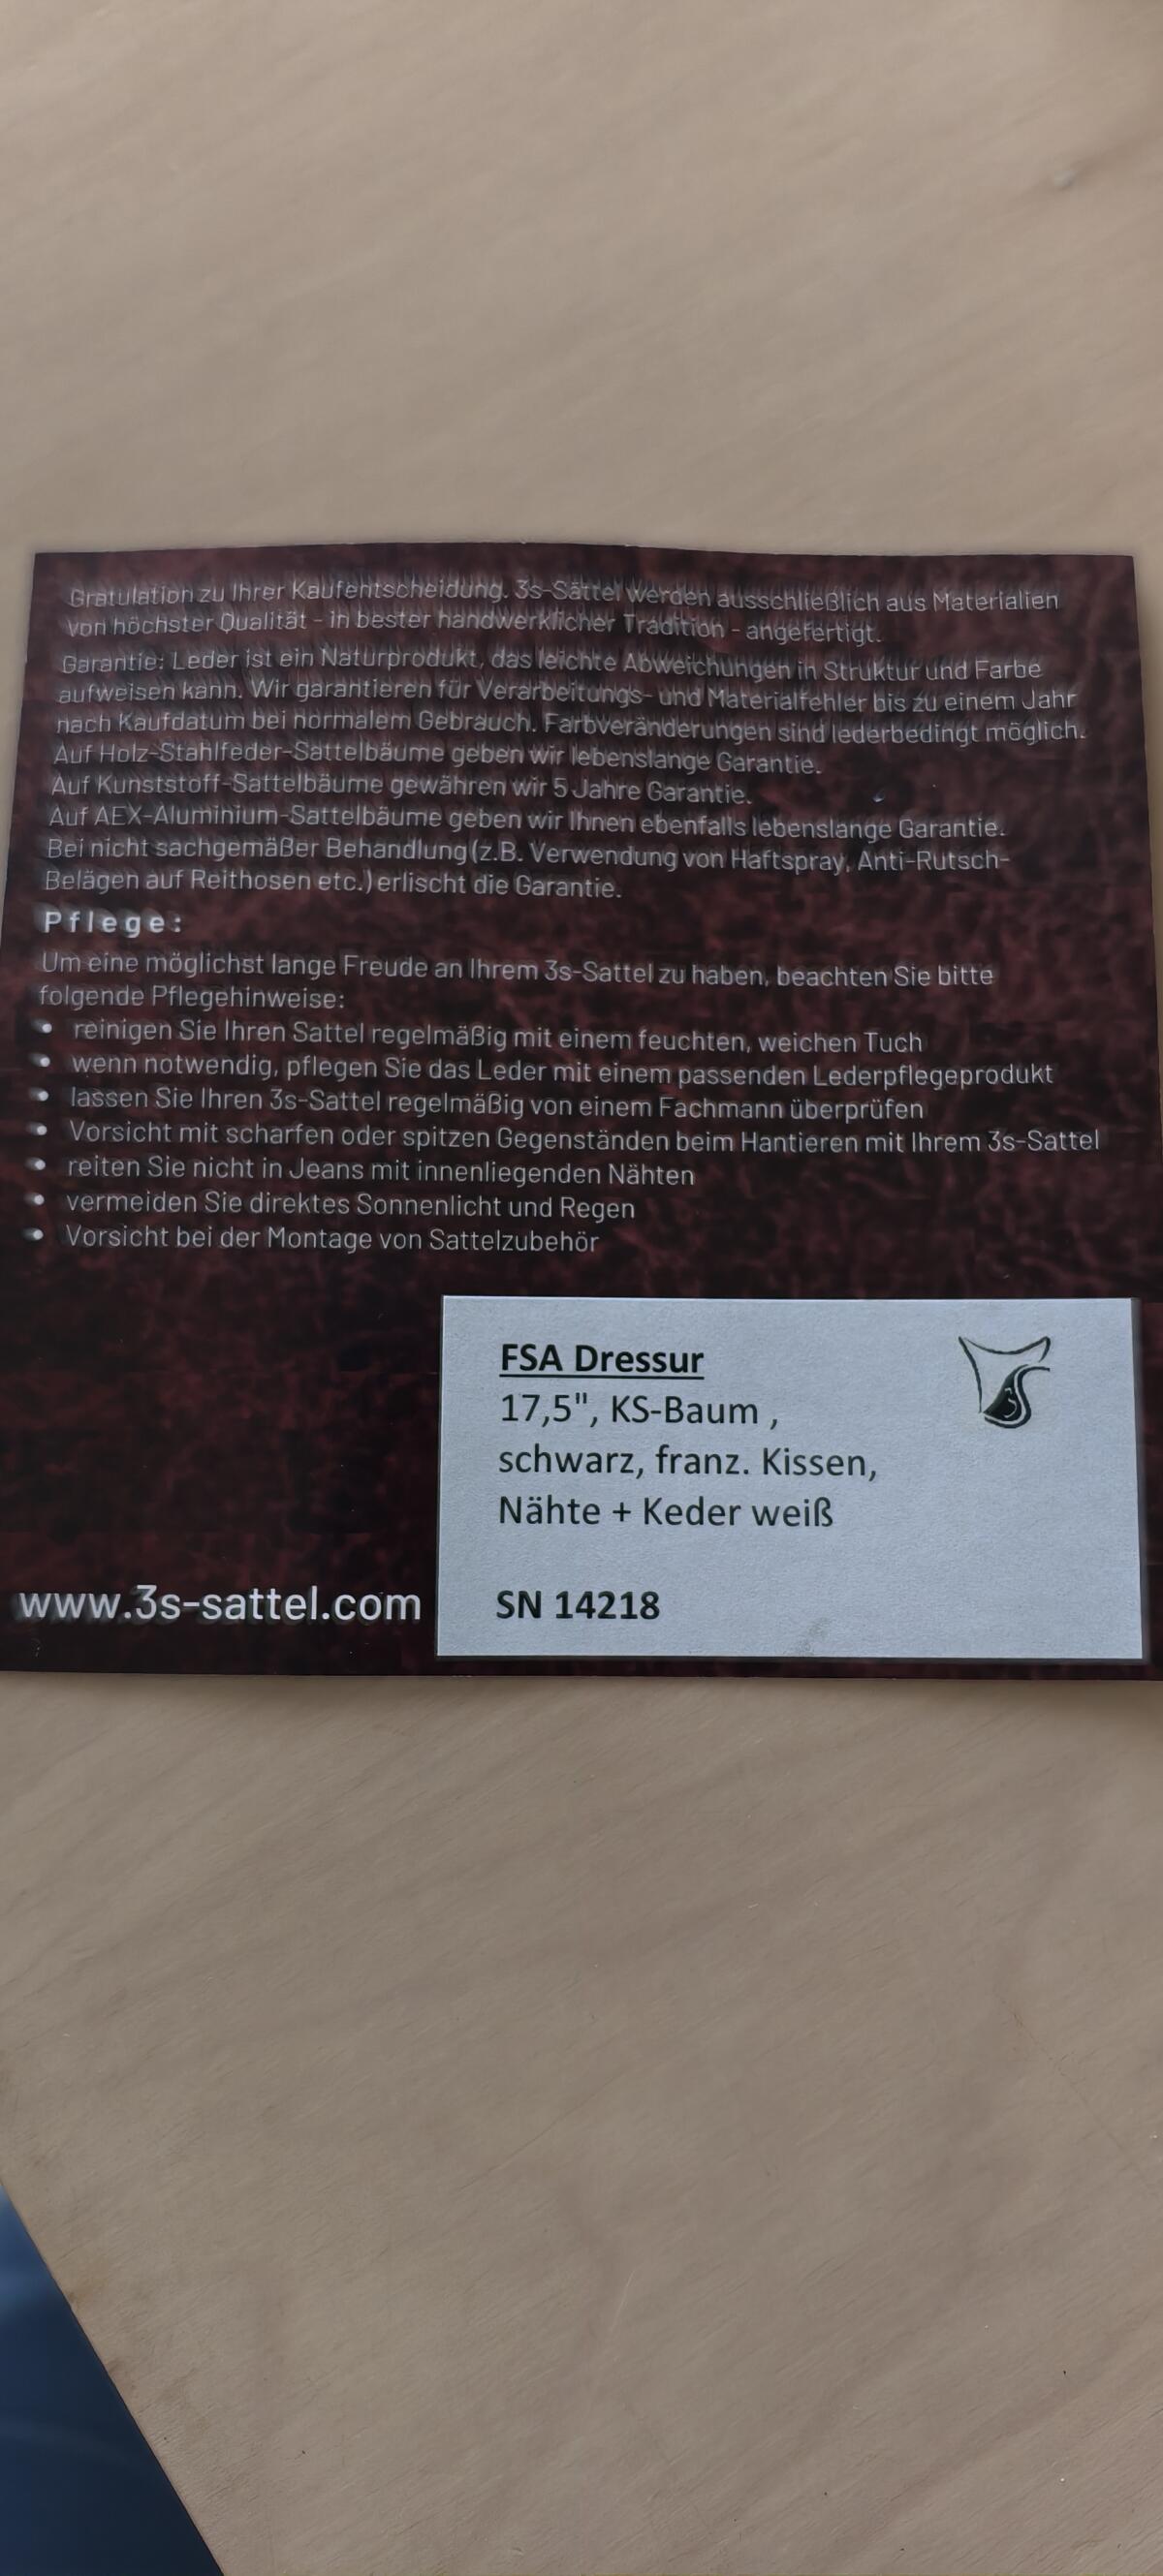 Gratulation zu Ihrer Kaufentscheidung. 3s-Sättel werden ausschließlich aus Materialien
von höchster Qualität - in bester handwerklicher Tradition - angefertigt.
Garantie: Leder ist ein Naturprodukt, das leichte Abweichungen in Struktur und Farbe
aufweisen kann. Wir garantieren für Verarbeitungs- und Materialfehler bis zu einem Jahr
nach Kaufdatum bei normalem Gebrauch. Farbveränderungen sind lederbedingt möglich.
Auf Holz-Stahlfeder-Sattelbäume geben wir lebenslange Garantie.
Auf Kunststoff-Sattelbäume gewähren wir 5 Jahre Garantie.
Auf AEX-Aluminium-Sattelbäume geben wir Ihnen ebenfalls lebenslange Garantie.
Bei nicht sachgemäßer Behandlung(z.B. Verwendung von Haftspray, Anti-Rutsch-
Belägen auf Reithosen etc.) erlischt die Garantie.
Pflege:
Um eine möglichst lange Freude an Ihrem 3s-Sattel zu haben, beachten Sie bitte
folgende Pflegehinweise:
• reinigen Sie Ihren Sattel regelmäßig mit einem feuchten, weichen Tuch
• wenn notwendig, pflegen Sie das Leder mit einem passenden Lederpflegeprodukt
• lassen Sie Ihren 3s-Sattel regelmäßig von einem Fachmann überprüfen
• Vorsicht mit scharfen oder spitzen Gegenständen beim Hantieren mit Ihrem 3s-Sattel
• reiten Sie nicht in Jeans mit innenliegenden Nähten
• vermeiden Sie direktes Sonnenlicht und Regen
• Vorsicht bei der Montage von Sattelzubehör
FSA Dressur
17,5", KS-Baum ,
schwarz, franz. Kissen,
Nähte + Keder weiß
SN 14218
www.3s-sattel.com